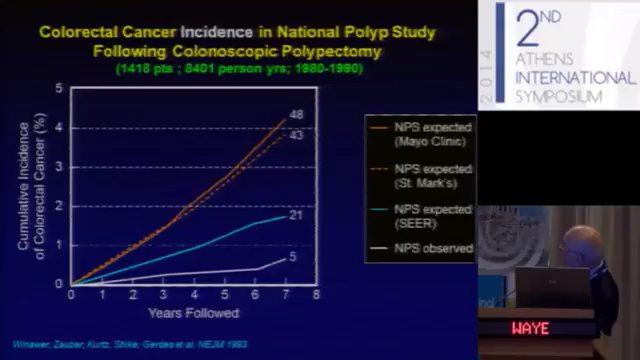 Colorectal Cancer Incidence in National Polyp Study
Following Colonoscopic Polypectomy
(1418 pts ; 8401 person yrs; 1980-1990)
Cumulative Incidence
of Colorectal Cancer (%)
5
4
3
2
1
0
0 1 2 3 4 5 6 7 8
Years Followed
48
43
21
5
NPS expected
(Mayo Clinic)
NPS expected
(St. Mark's)
NPS expected
(SEER)
NPS observed
Winawer, Zauber, Kurtz, Shike, Gerdes et al. NEJM 1993
2014
2ND
ATHENS
INTERNATIONAL
SYMPOSIUM
WAYE